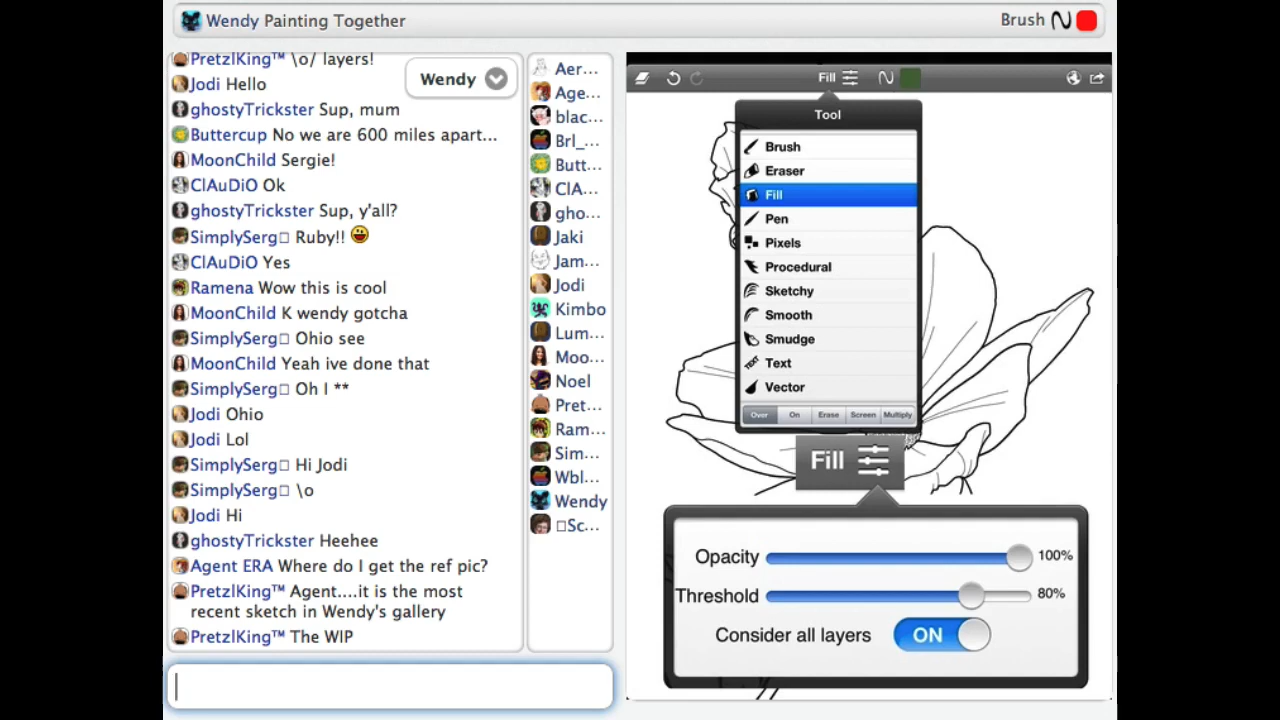 Wendy Painting Together
Brush
PretzlKing™ \o/ layers!
Wendy
Jodi Hello
ghostyTrickster Sup, mum
Buttercup No we are 600 miles apart...
MoonChild Sergie!
ClAuDiO Ok
ghostyTrickster Sup, y'all?
SimplySerg Ruby!!
ClAuDiO Yes
Ramena Wow this is cool
MoonChild K wendy gotcha
SimplySerg Ohio see
MoonChild Yeah ive done that
SimplySerg Oh I **
Jodi Ohio
Jodi Lol
SimplySerg Hi Jodi
SimplySerg \o
Jodi Hi
ghostyTrickster Heehee
Agent ERA Where do I get the ref pic?
PretzlKing™ Agent....it is the most
recent sketch in Wendy's gallery
PretzlKing™ The WIP
Aer...
Age...
blac...
Brl_...
Butt...
ClA...
gho...
Jaki
Jam...
Jodi
Kimbo
Lum...
Moo...
Noel
Pret...
Ram...
Sim...
Wbl...
Wendy
Sc...
Fill
Tool
Brush
Eraser
Fill
Pen
Pixels
Procedural
Sketchy
Smooth
Smudge
TEXT Text
Vector
Over On Erase Screen Multiply
Fill
Opacity 100%
Threshold 80%
Consider all layers ON